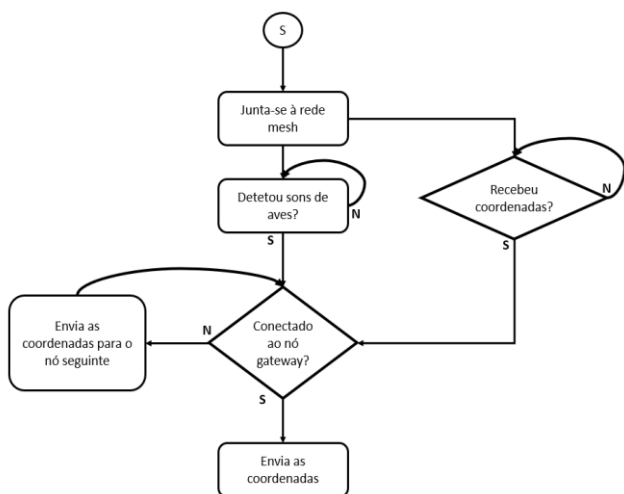 S
Junta-se à rede
mesh
Detetou sons de
aves?
N
S
Recebeu
coordenadas?
N
S
Envia as
coordenadas para o
nó seguinte
N
Conectado
ao nó
gateway?
S
Envia as
coordenadas